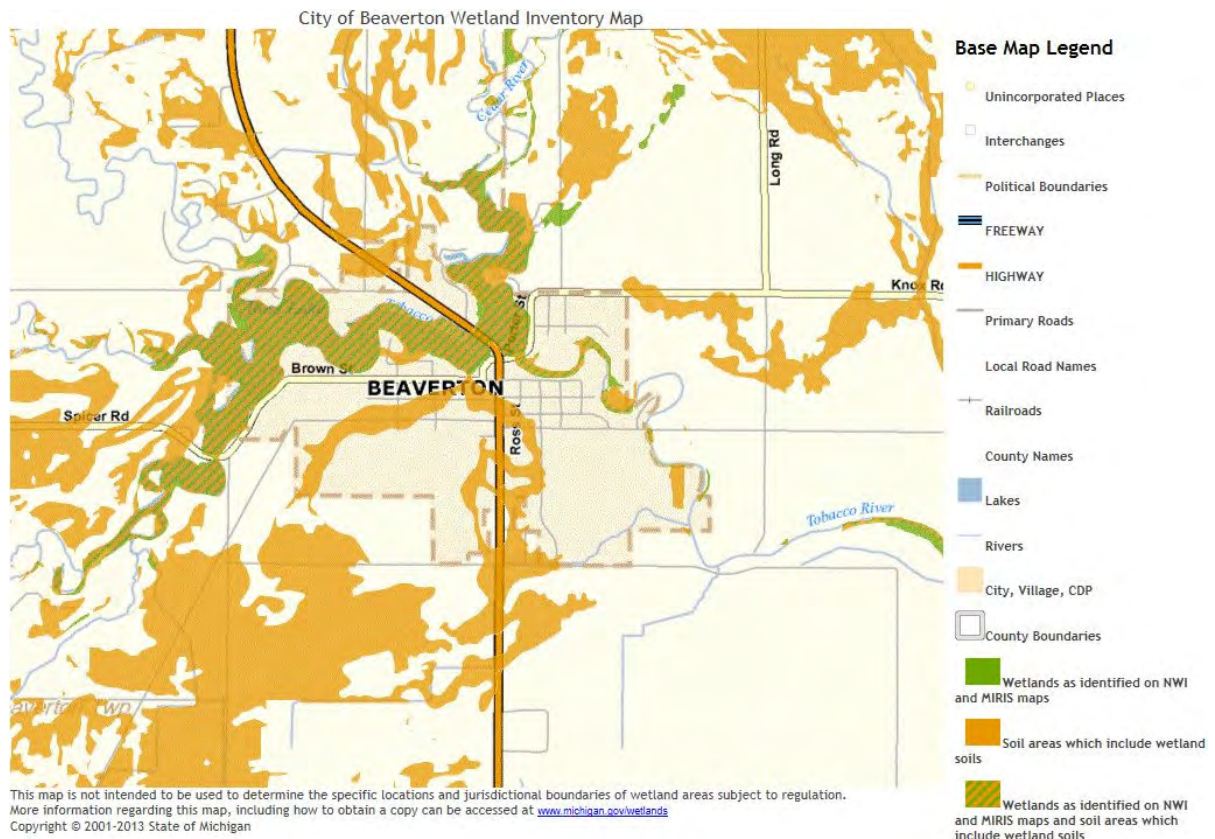 City of Beaverton Wetland Inventory Map
Cedar River
Long Rd
Knox Rd
Tobacco
Porter St
Brown St
BEAVERTON
Spicer Rd
Ross St
Tobacco River
Twp
Base Map Legend
Unincorporated Places
Interchanges
Political Boundaries
FREEWAY
HIGHWAY
Primary Roads
Local Road Names
Railroads
County Names
Lakes
Rivers
City, Village, CDP
County Boundaries
Wetlands as identified on NWI
and MIRIS maps
Soil areas which include wetland
soils
Wetlands as identified on NWI
and MIRIS maps and soil areas which
include wetland soils
This map is not intended to be used to determine the specific locations and jurisdictional boundaries of wetland areas subject to regulation.
More information regarding this map, including how to obtain a copy can be accessed at www.michigan.gov/wetlands
Copyright © 2001-2013 State of Michigan